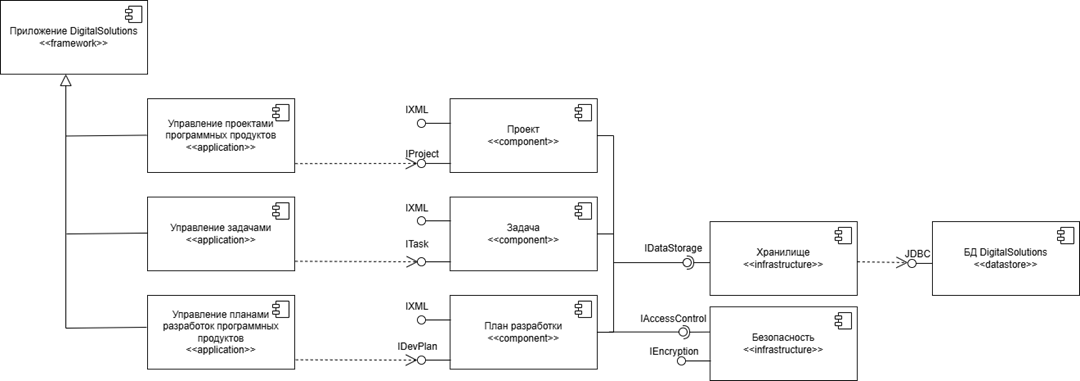 Приложение DigitalSolutions
<<framework>>
Управление проектами
программных продуктов
<<application>>
IXML
IProject
Проект
<<component>>
Управление задачами
<<application>>
IXML
ITask
Задача
<<component>>
IDataStorage
Хранилище
<<infrastructure>>
JDBC
БД DigitalSolutions
<<datastore>>
Управление планами
разработок программных
продуктов
<<application>>
IXML
IDevPlan
План разработки
<<component>>
IAccessControl
IEncryption
Безопасность
<<infrastructure>>